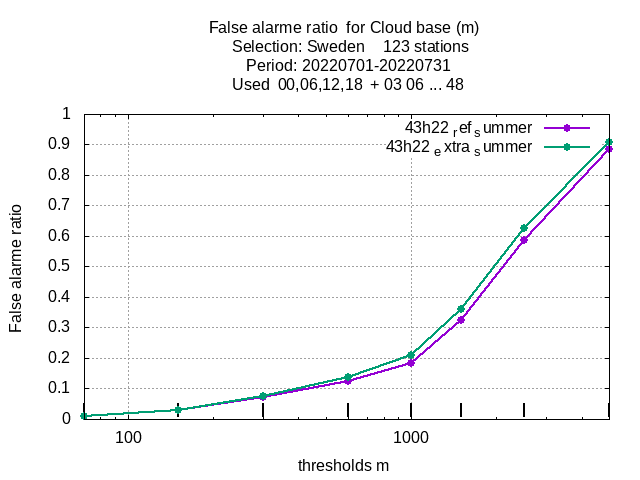 False alarme ratio for Cloud base (m)
Selection: Sweden 123 stations
Period: 20220701-20220731
Used 00,06,12,18 + 03 06 ... 48
43h22 ref summer
43h22 extra summer
1
0.9
0.8
0.7
0.6
0.5
0.4
0.3
0.2
0.1
0
False alarme ratio
100 1000
thresholds m